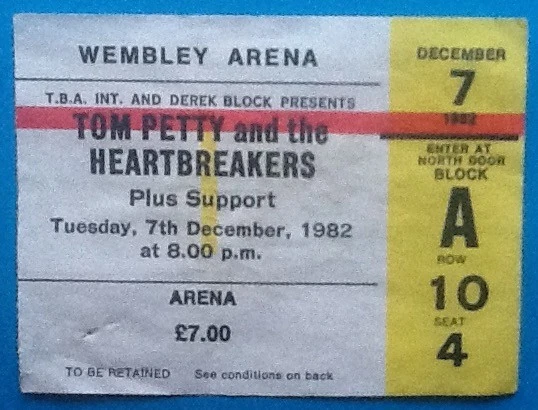 WEMBLEY ARENA
T.B.A. INT. AND DEREK BLOCK PRESENTS
TOM PETTY and the
HEARTBREAKERS
Plus Support
Tuesday, 7th December, 1982
at 8.00 p.m.
ARENA
£7.00
TO BE RETAINED See conditions on back
DECEMBER
7
1982
ENTER AT
NORTH DOOR
BLOCK
A
ROW
10
SEAT
4